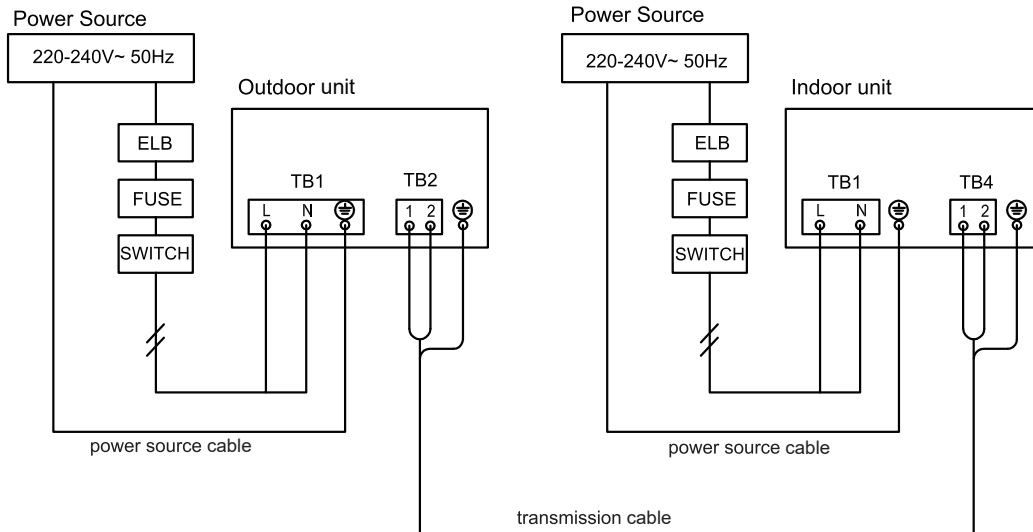 Power Source
220-240V~ 50Hz
Outdoor unit
ELB
FUSE
SWITCH
TB1
TB2
L N
1 2
power source cable
Power Source
220-240V~ 50Hz
Indoor unit
ELB
FUSE
SWITCH
TB1
TB4
L N
1 2
power source cable
transmission cable